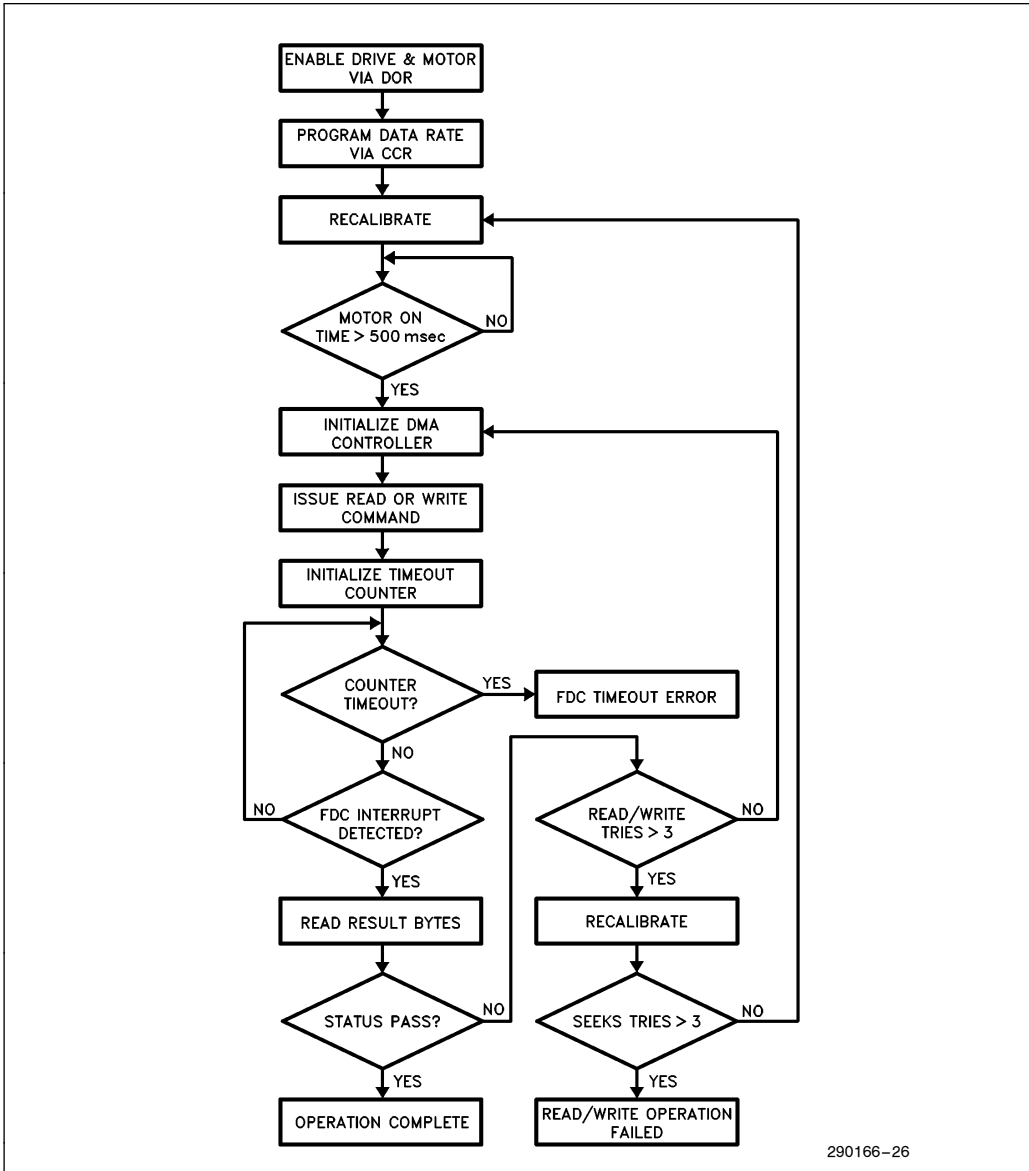 ENABLE DRIVE & MOTOR
VIA DOR
PROGRAM DATA RATE
VIA CCR
RECALIBRATE
MOTOR ON
TIME > 500 msec
NO
YES
INITIALIZE DMA
CONTROLLER
ISSUE READ OR WRITE
COMMAND
INITIALIZE TIMEOUT
COUNTER
COUNTER
TIMEOUT?
YES
FDC TIMEOUT ERROR
NO
FDC INTERRUPT
DETECTED?
NO
YES
READ/WRITE
TRIES > 3
NO
YES
READ RESULT BYTES
RECALIBRATE
STATUS PASS?
NO
YES
SEEKS TRIES > 3
NO
YES
OPERATION COMPLETE
READ/WRITE OPERATION
FAILED
290166-26